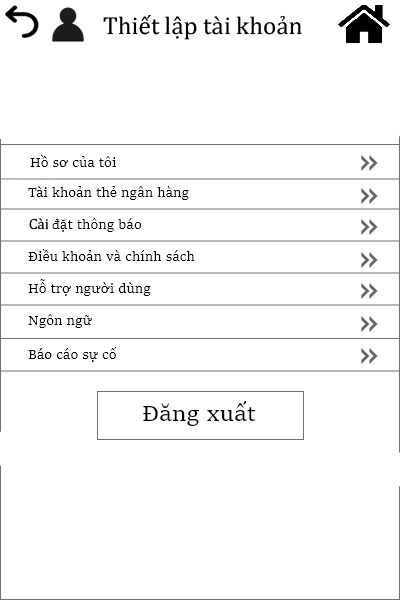 Thiết lập tài khoản
Hồ sơ của tôi
Tài khoản thẻ ngân hàng
Cài đặt thông báo
Điều khoản và chính sách
Hỗ trợ người dùng
Ngôn ngữ
Báo cáo sự cố
Đăng xuất